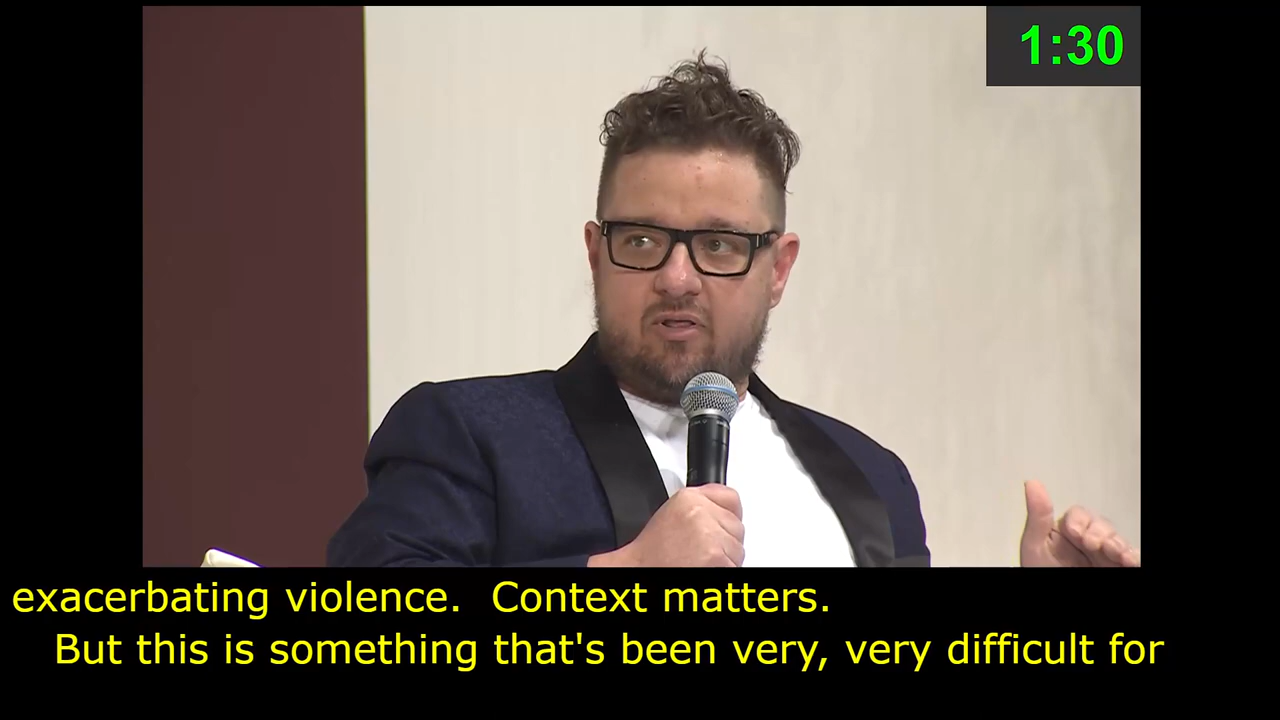 1:30
exacerbating violence.  Context matters.
But this is something that's been very, very difficult for